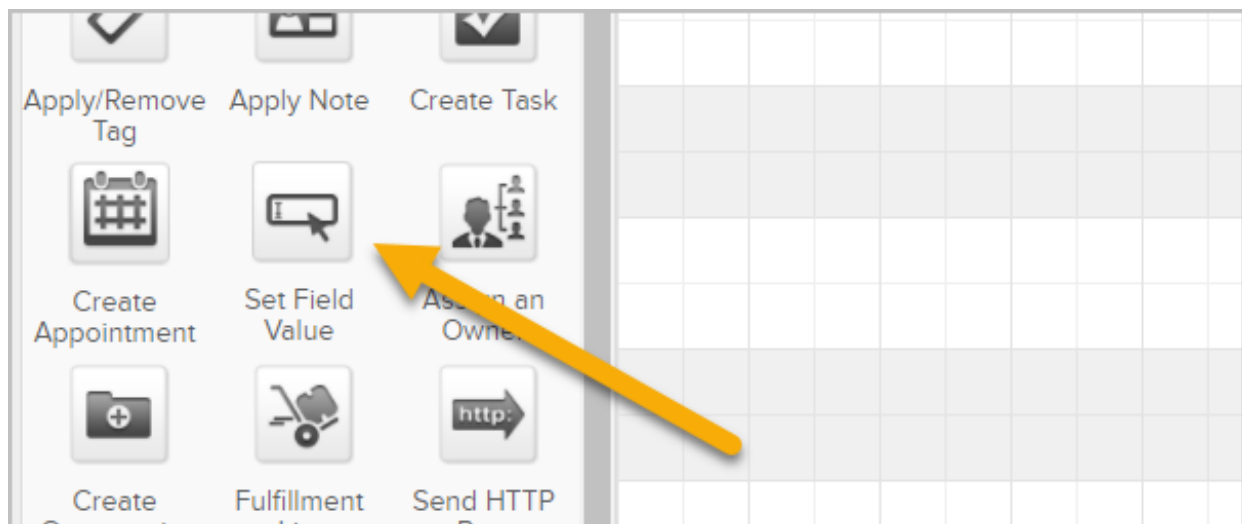 Apply/Remove
Tag
Apply Note
Create Task
Create
Appointment
Set Field
Value
an
Create
Fulfillment
Send HTTP
http: